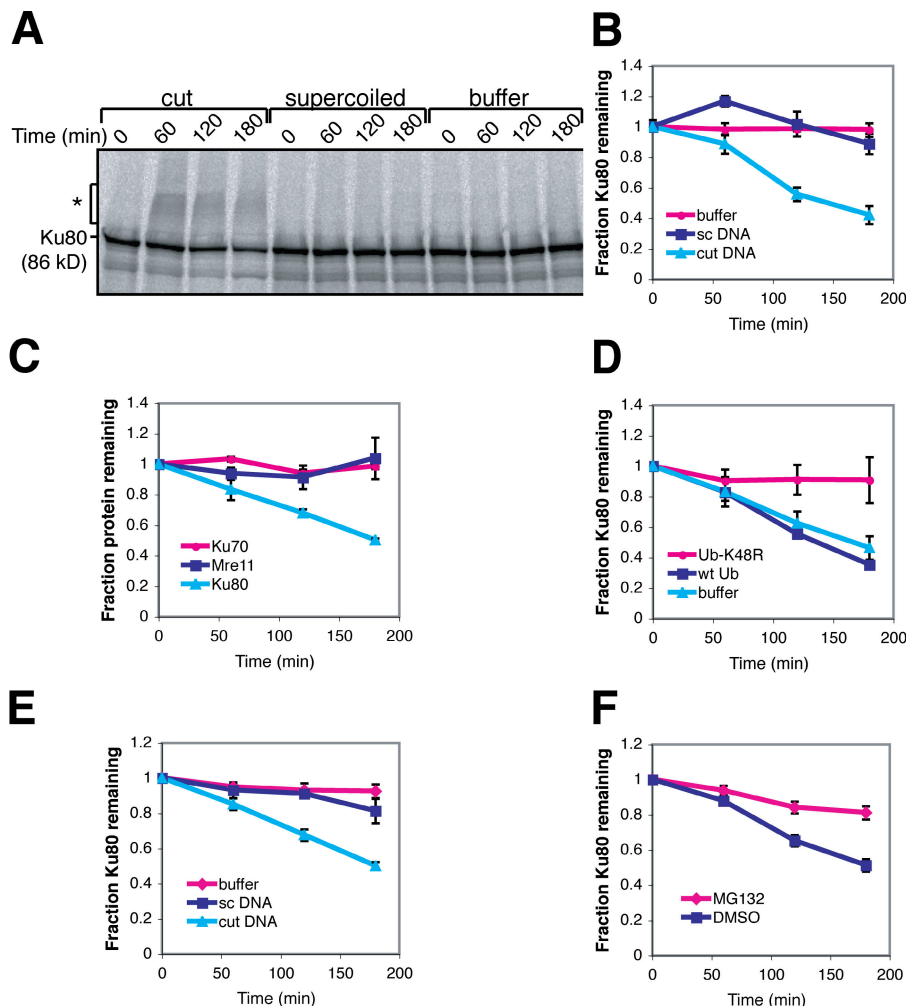 A
cut supercoiled buffer
Time (min) 0 60 120 180 0 60 120 180 0 60 120 180
*
Ku80
(86 kD)
B
Fraction Ku80 remaining
1.4
1.2
1
0.8
0.6
0.4
0.2
0
buffer
sc DNA
cut DNA
0 50 100 150 200
Time (min)
C
Fraction protein remaining
1.4
1.2
1
0.8
0.6
0.4
0.2
0
Ku70
Mre11
Ku80
0 50 100 150 200
Time (min)
D
Fraction Ku80 remaining
1.4
1.2
1
0.8
0.6
0.4
0.2
0
Ub-K48R
wt Ub
buffer
0 50 100 150 200
Time (min)
E
Fraction Ku80 remaining
1.2
1
0.8
0.6
0.4
0.2
0
buffer
sc DNA
cut DNA
0 50 100 150 200
Time (min)
F
Fraction Ku80 remaining
1.2
1
0.8
0.6
0.4
0.2
0
MG132
DMSO
0 50 100 150 200
Time (min)